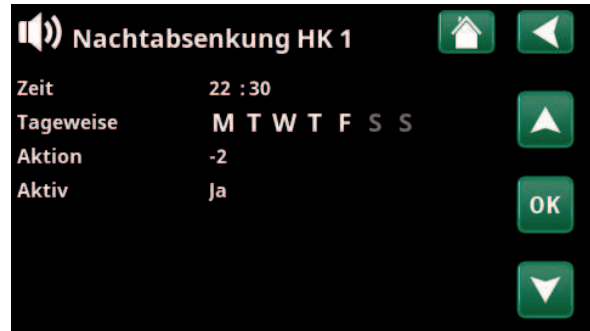 Nachtabsenkung HK 1
Zeit 22 :30
Tageweise M T W T F S S
Aktion -2
Aktiv Ja
OK